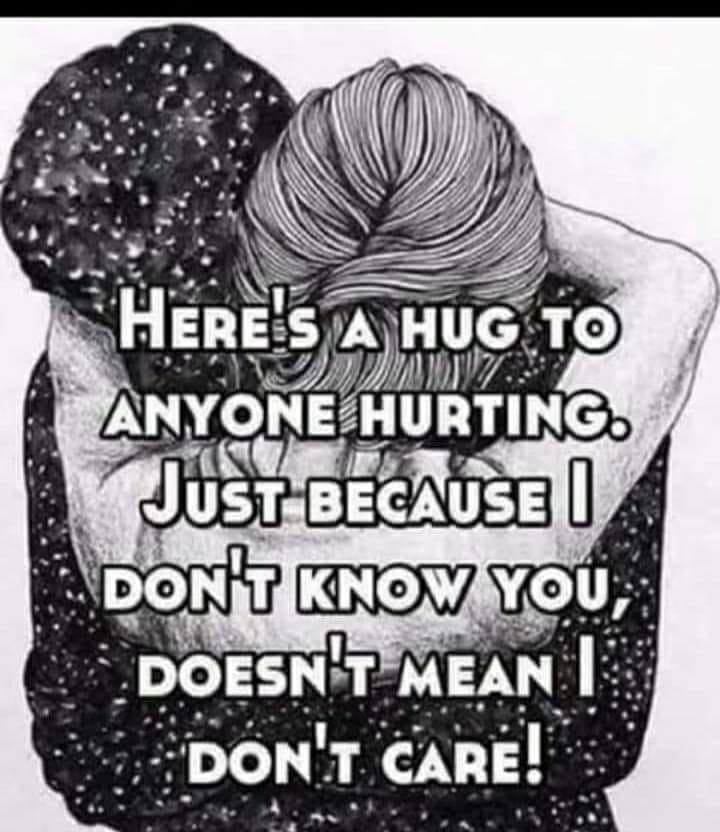 Here's a hug to
anyone hurting.
Just because I
don't know you,
doesn't mean I
don't care!